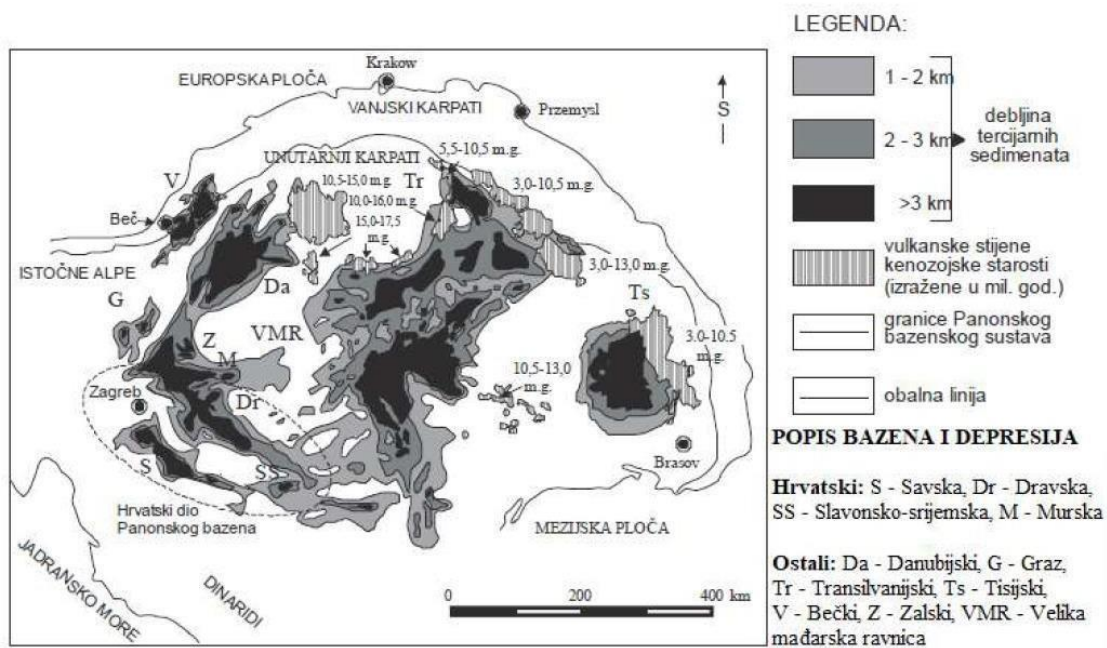 Krakow
EUROPSKA PLOČA
VANJSKI KARPATI
Przemysl
S
UNUTARNJI KARPATI
5,5-10,5 m.g.
V
10,5-15,0 m.g.
Tr
3,0-10,5 m.g.
10,0-16,0 m.g.
Beč
15,0-17,5
m.g.
ISTOČNE ALPE
3,0-13,0 m.g.
Da
G
Ts
Z
VMR
M
3.0-10.5
m.g.
10,5-13,0
m.g.
Zagreb
Dr
S
SS
Brasov
Hrvatski dio
Panonskog bazena
MEZIJSKA PLOČA
JADRANSKO MORE
DINARIDI
0 200 400 km
LEGENDA:
1 - 2 km
2 - 3 km
>3 km
debljina
tercijarnih
sedimenata
vulkanske stijene
kenozojske starosti
(izražene u mil. god.)
granice Panonskog
bazenskog sustava
obalna linija
POPIS BAZENA I DEPRESIJA
Hrvatski: S - Savska, Dr - Dravska,
SS - Slavonsko-srijemska, M - Murska
Ostali: Da - Danubijski, G - Graz,
Tr - Transilvanijski, Ts - Tisijski,
V - Bečki, Z - Zalski, VMR - Velika
mađarska ravnica